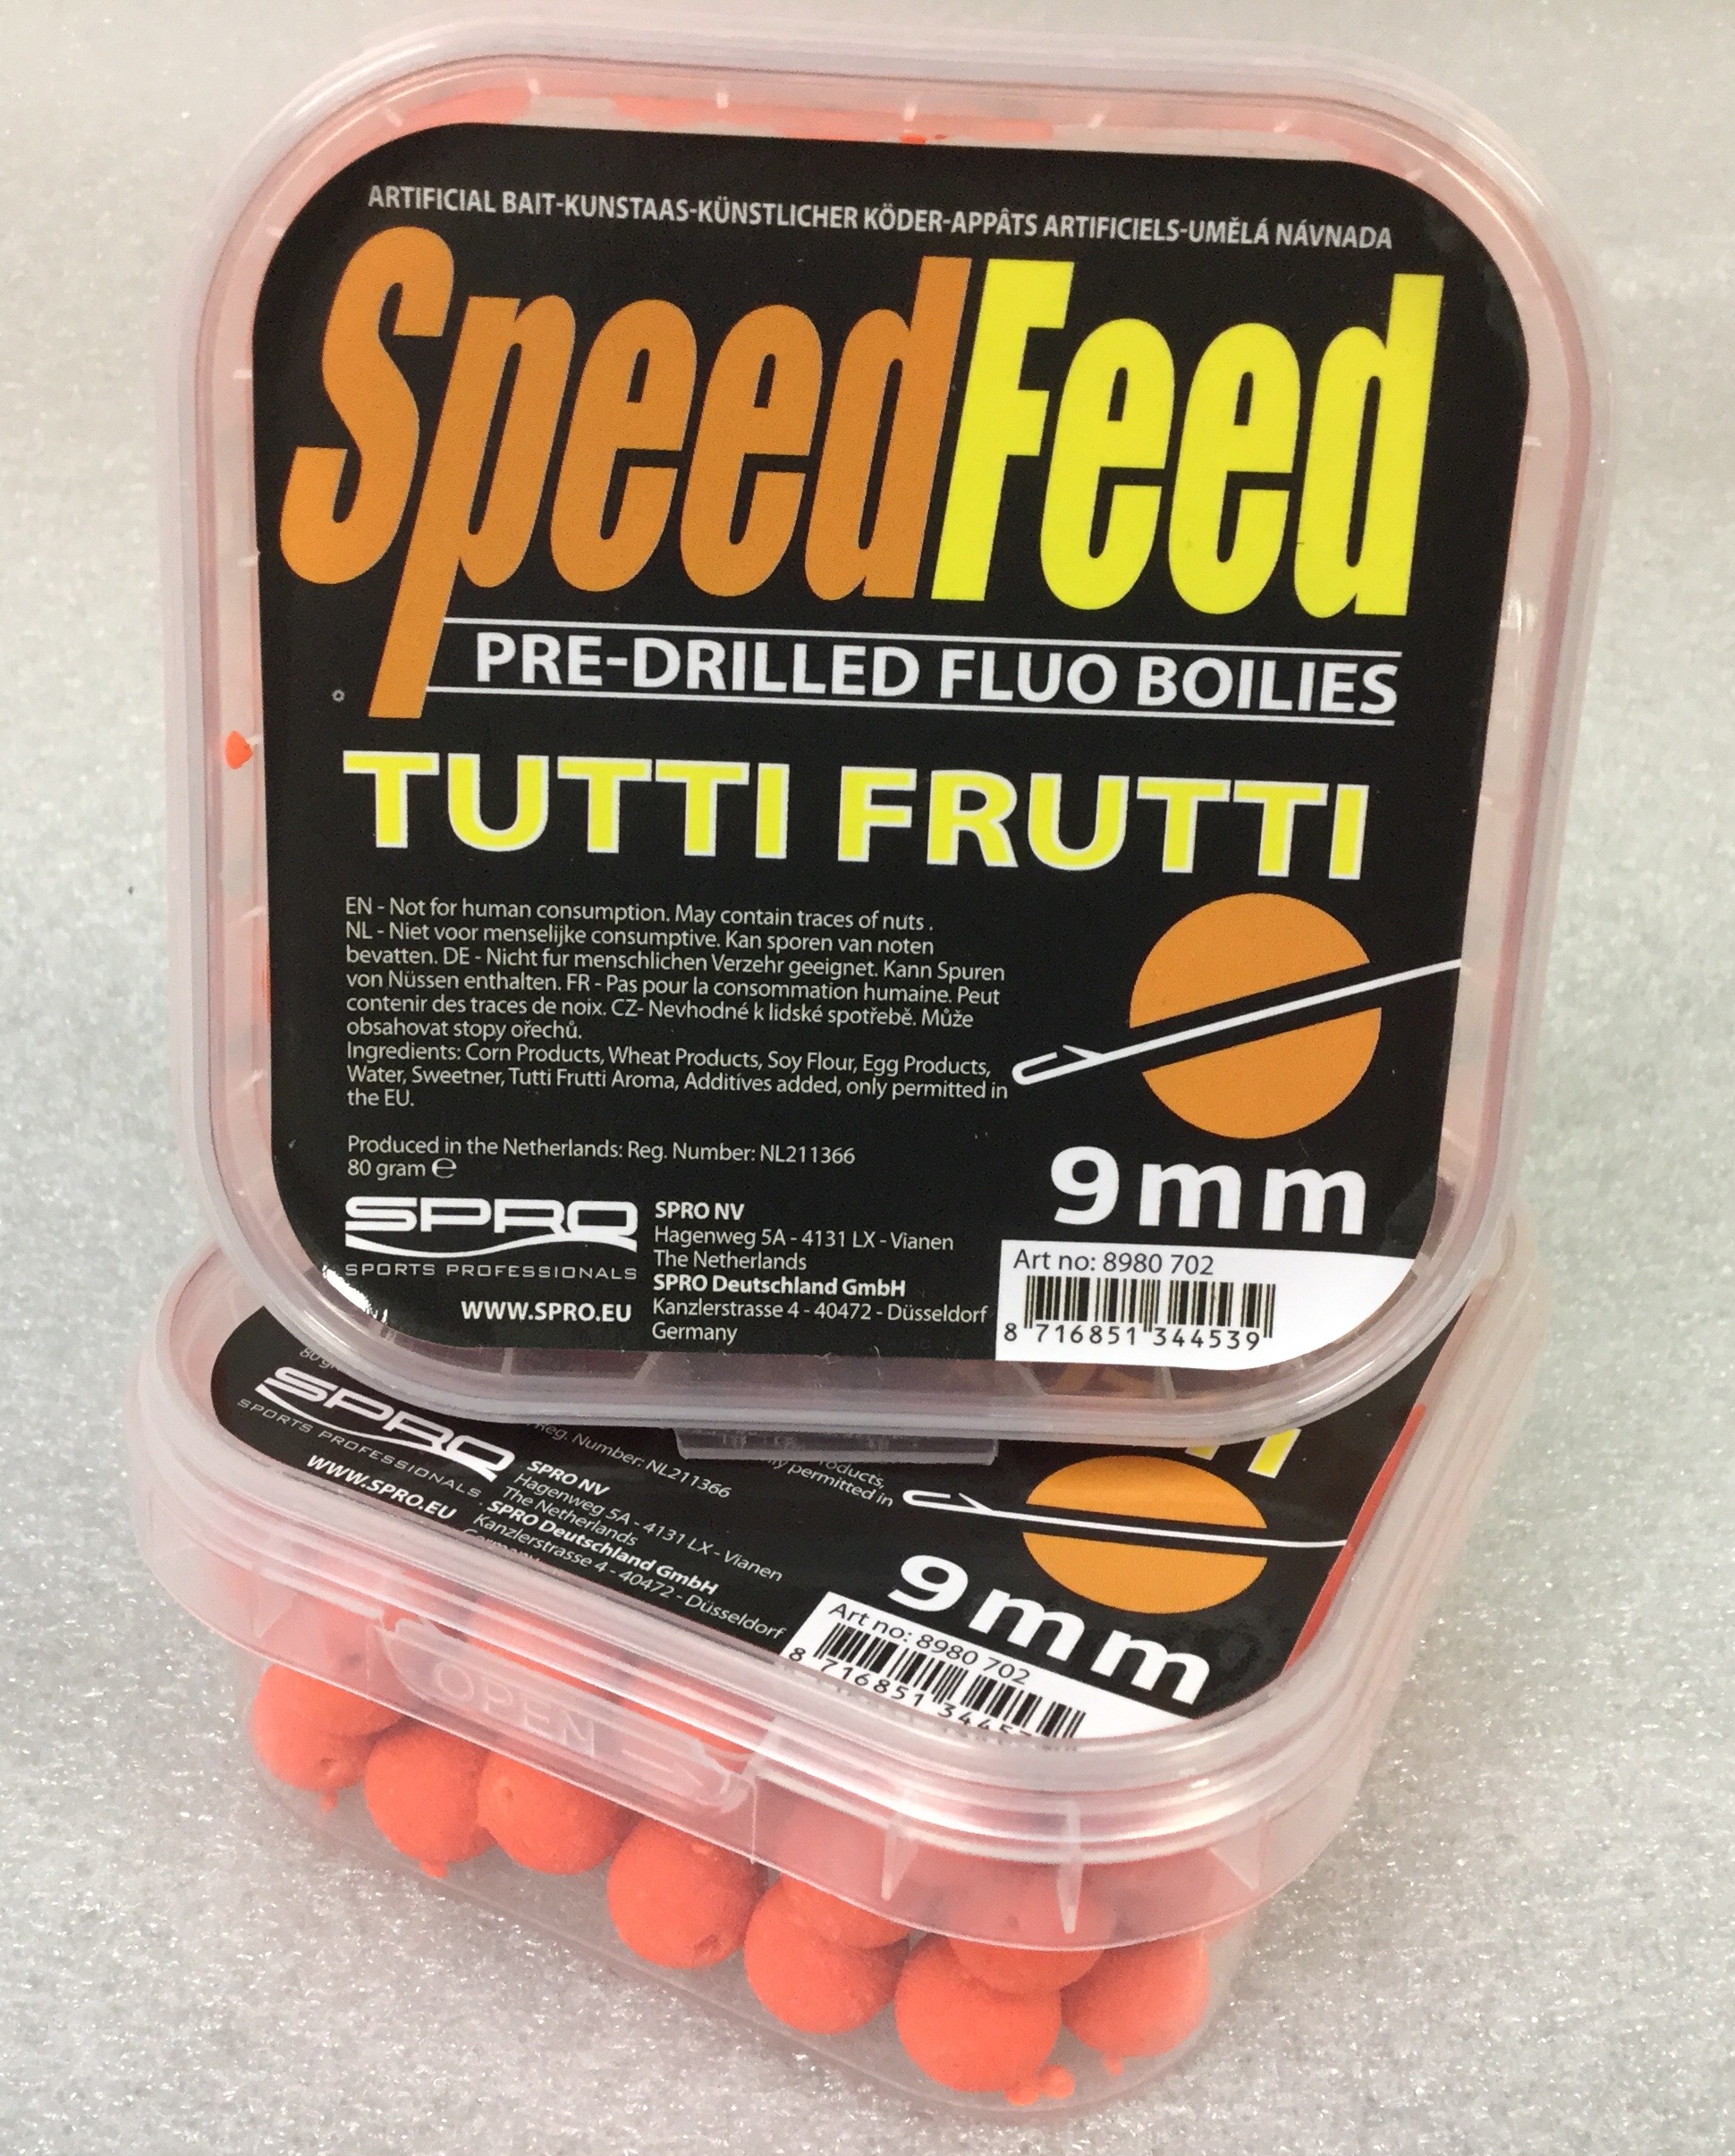 ARTIFICIAL BAIT-KUNSTAAS-KÜNSTLICHER KÖDER-APPÂTS ARTIFICIELS-UMĚLÁ NÁVNADA
SpeedFeed
PRE-DRILLED FLUO BOILIES
TUTTI FRUTTI
EN - Not for human consumption. May contain traces of nuts .
NL - Niet voor menselijke consumptive. Kan sporen van noten
bevatten. DE - Nicht fur menschlichen Verzehr geeignet. Kann Spuren
von Nüssen enthalten. FR - Pas pour la consommation humaine. Peut
contenir des traces de noix. CZ- Nevhodné k lidské spotřebě. Může
obsahovat stopy ořechů.
Ingredients: Corn Products, Wheat Products, Soy Flour, Egg Products,
Water, Sweetner, Tutti Frutti Aroma, Additives added, only permitted in
the EU.
Produced in the Netherlands: Reg. Number: NL211366
80 gram ℮
9mm
SPRO
SPORTS PROFESSIONALS
WWW.SPRO.EU
SPRO NV
Hagenweg 5A - 4131 LX - Vianen
The Netherlands
SPRO Deutschland GmbH
Kanzlerstrasse 4 - 40472 - Düsseldorf
Germany
Art no: 8980 702
8 716851 344539
Reg. Number: NL211366
permitted in
SPRO
SPORTS PROFESSIONALS
WWW.SPRO.EU
SPRO NV
Hagenweg 5A - 4131 LX - Vianen
The Netherlands
SPRO Deutschland GmbH
Kanzlerstrasse 4 - 40472 - Düsseldorf
9mm
Art no: 8980 702
8 716851
OPEN